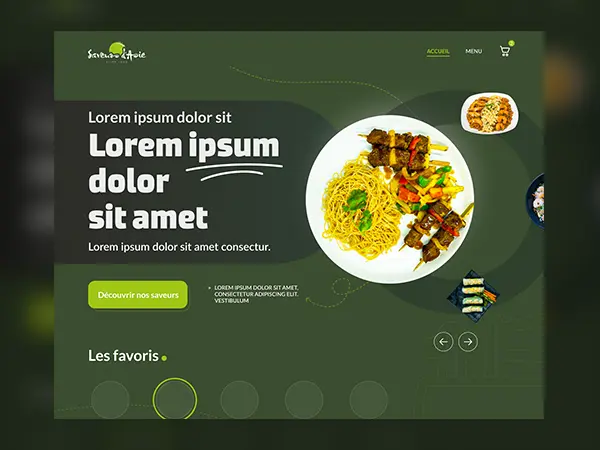 Saveurs d'Asie
ACCUEIL
MENU
2
Lorem ipsum dolor sit
Lorem ipsum
dolor
sit amet
Lorem ipsum dolor sit amet consectur.
Découvrir nos saveurs
LOREM IPSUM DOLOR SIT AMET,
CONSECTETUR ADIPISCING ELIT.
VESTIBULUM
Les favoris